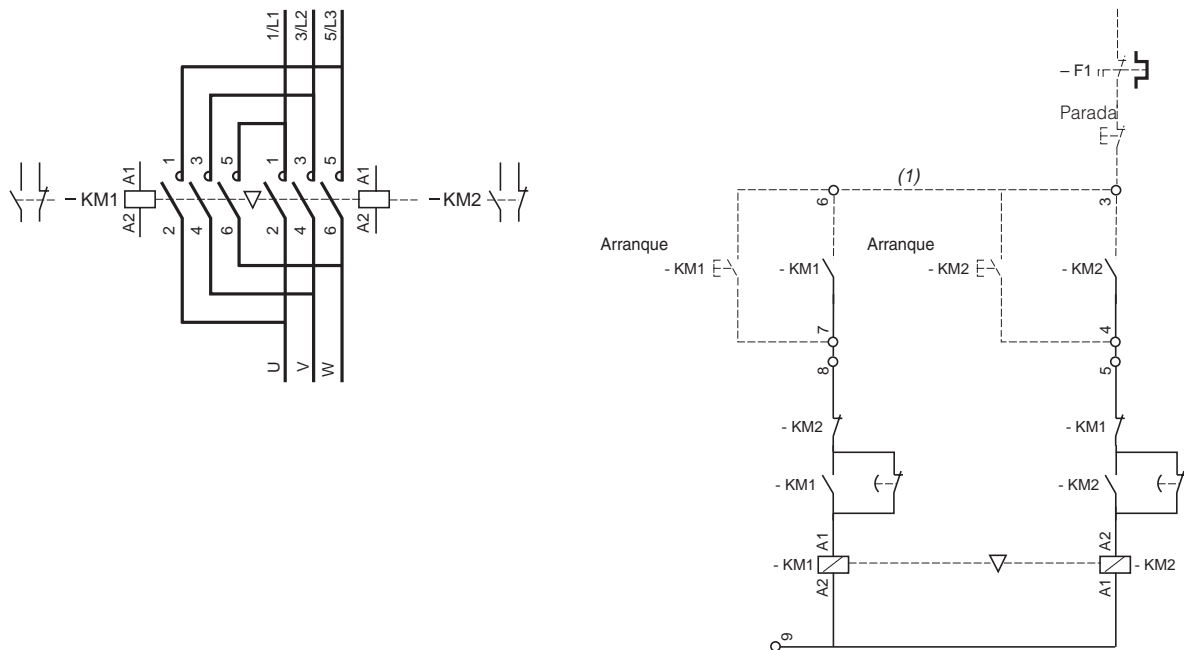 1/L1
3/L2
5/L3
– KM1
A1
A2
1
3
5
1
3
5
2
4
6
2
4
6
A1
A2
– KM2
U
V
W
– F1
Parada
(1)
6
3
Arranque
- KM1
- KM1
Arranque
- KM2
- KM2
7
4
8
5
- KM2
- KM1
- KM1
- KM2
A1
A2
- KM1
- KM2
A2
A1
9